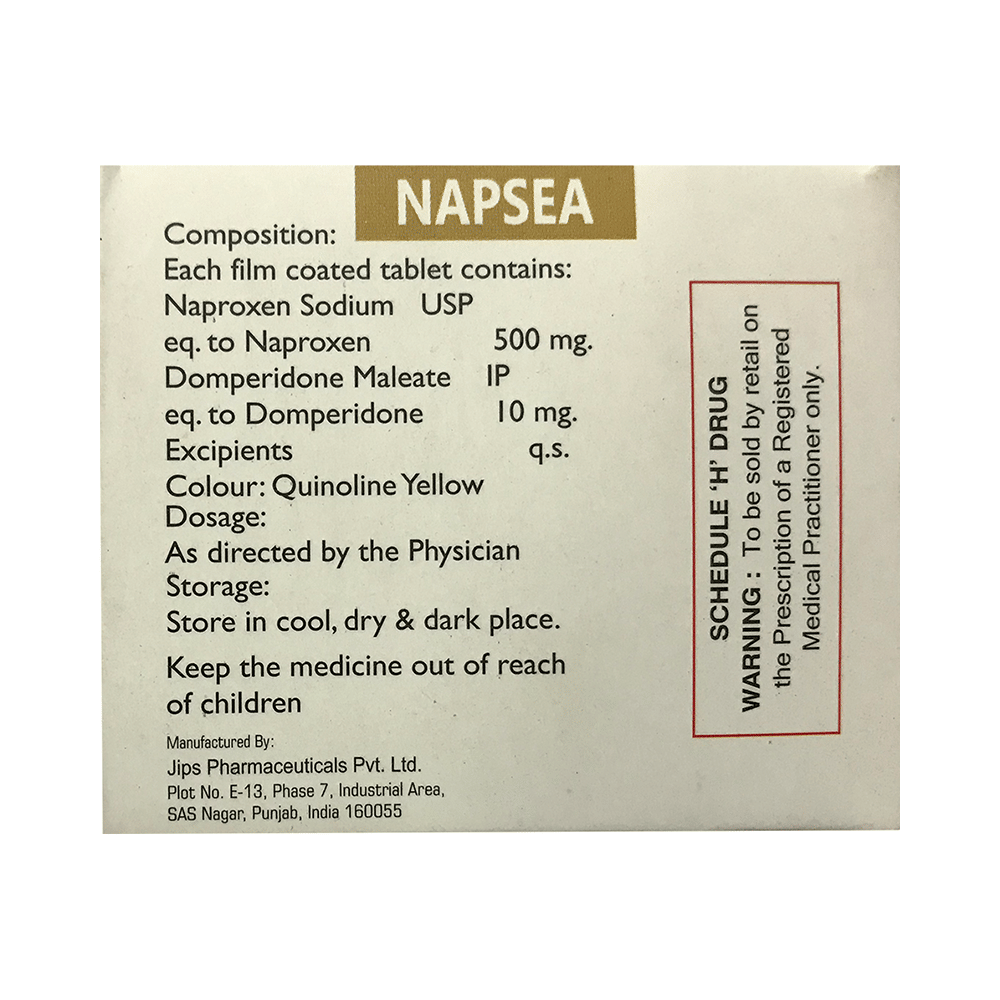 NAPSEA
Composition:
Each film coated tablet contains:
Naproxen Sodium USP
eq. to Naproxen 500 mg.
Domperidone Maleate IP
eq. to Domperidone 10 mg.
Excipients q.s.
Colour: Quinoline Yellow
Dosage:
As directed by the Physician
Storage:
Store in cool, dry & dark place.
Keep the medicine out of reach
of children
Manufactured By:
Jips Pharmaceuticals Pvt. Ltd.
Plot No. E-13, Phase 7, Industrial Area,
SAS Nagar, Punjab, India 160055
SCHEDULE 'H' DRUG
WARNING : To be sold by retail on
the Prescription of a Registered
Medical Practitioner only.